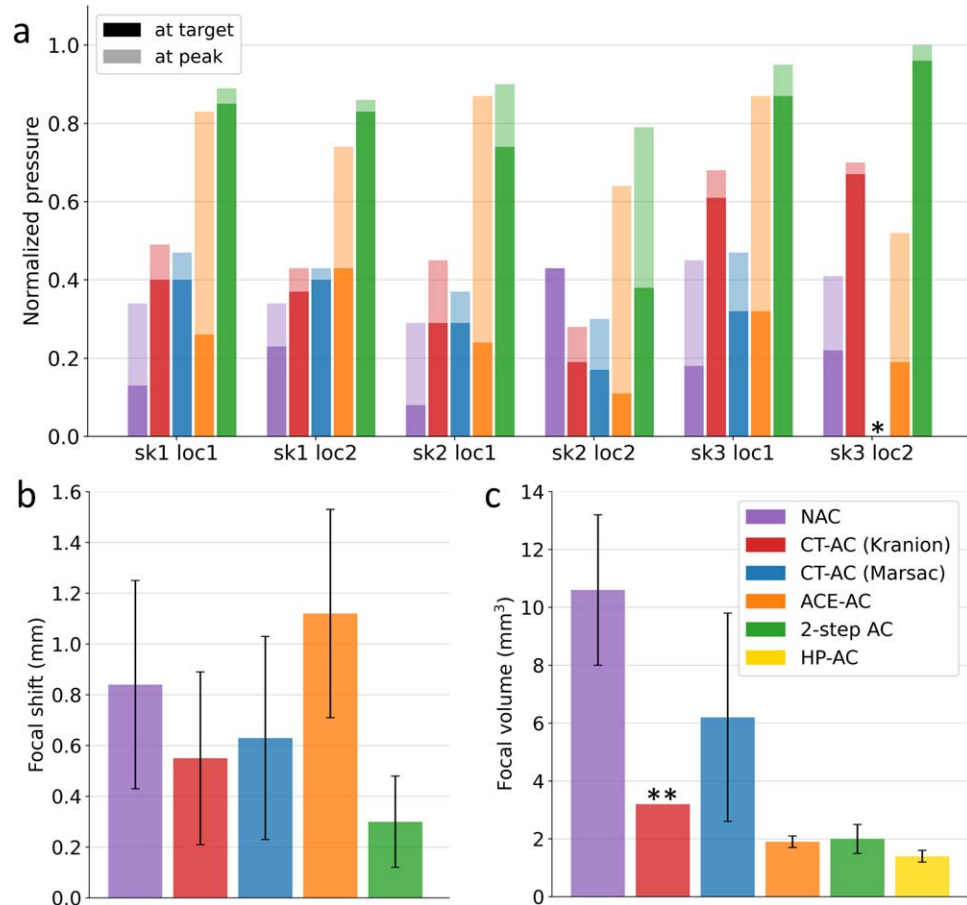 a
at target
at peak
Normalized pressure
1.0
0.8
0.6
0.4
0.2
0.0
*
sk1 loc1 sk1 loc2 sk2 loc1 sk2 loc2 sk3 loc1 sk3 loc2
b
Focal shift (mm)
1.6
1.4
1.2
1.0
0.8
0.6
0.4
0.2
0.0
c
Focal volume (mm³)
14
12
10
8
6
4
2
0
**
NAC
CT-AC (Kranion)
CT-AC (Marsac)
ACE-AC
2-step AC
HP-AC